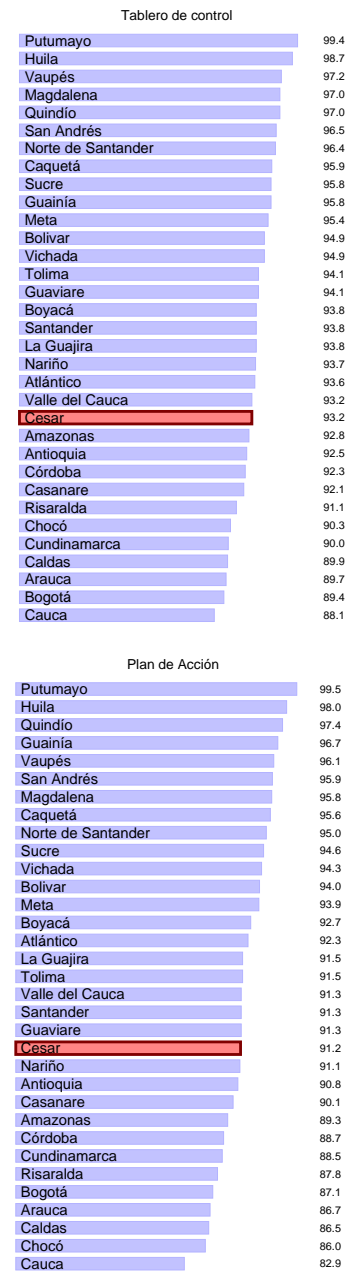 Tablero de control
Putumayo 99.4
Huila 98.7
Vaupés 97.2
Magdalena 97.0
Quindío 97.0
San Andrés 96.5
Norte de Santander 96.4
Caquetá 95.9
Sucre 95.8
Guainía 95.8
Meta 95.4
Bolivar 94.9
Vichada 94.9
Tolima 94.1
Guaviare 94.1
Boyacá 93.8
Santander 93.8
La Guajira 93.8
Nariño 93.7
Atlántico 93.6
Valle del Cauca 93.2
Cesar 93.2
Amazonas 92.8
Antioquia 92.5
Córdoba 92.3
Casanare 92.1
Risaralda 91.1
Chocó 90.3
Cundinamarca 90.0
Caldas 89.9
Arauca 89.7
Bogotá 89.4
Cauca 88.1
Plan de Acción
Putumayo 99.5
Huila 98.0
Quindío 97.4
Guainía 96.7
Vaupés 96.1
San Andrés 95.9
Magdalena 95.8
Caquetá 95.6
Norte de Santander 95.0
Sucre 94.6
Vichada 94.3
Bolivar 94.0
Meta 93.9
Boyacá 92.7
Atlántico 92.3
La Guajira 91.5
Tolima 91.5
Valle del Cauca 91.3
Santander 91.3
Guaviare 91.3
Cesar 91.2
Nariño 91.1
Antioquia 90.8
Casanare 90.1
Amazonas 89.3
Córdoba 88.7
Cundinamarca 88.5
Risaralda 87.8
Bogotá 87.1
Arauca 86.7
Caldas 86.5
Chocó 86.0
Cauca 82.9